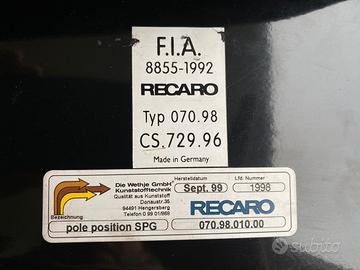 F.I.A.
8855-1992
RECARO
Typ 070.98
CS.729.96
Made in Germany
Die Wethje GmbH
Kunststofftechnik
Qualität aus Kunststoff
Donaustr.35
94491 Hengersberg
Telefon 0 99 01/868
Bezeichnung
pole position SPG
Herstelldatum
Sept. 99
Lfd. Nummer
1998
RECARO
070.98.010.00
subito